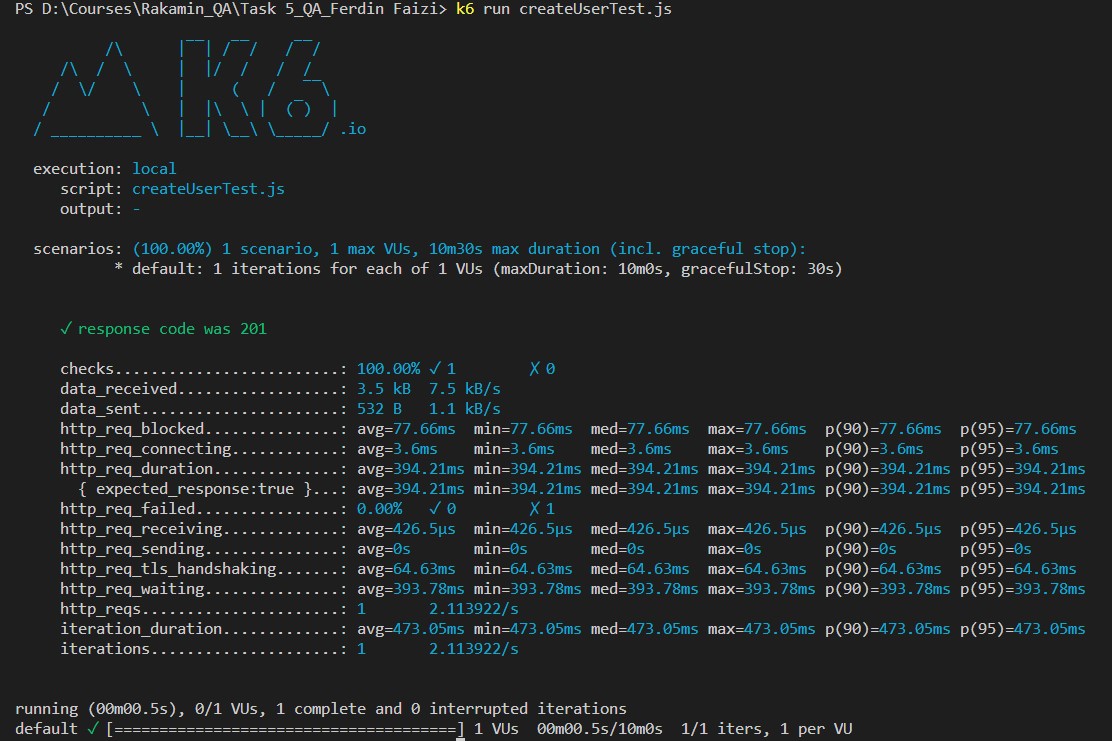 PS D:\Courses\Rakamin_QA\Task 5_QA_Ferdin Faizi> k6 run createUserTest.js
          /\      |‾‾| /‾‾/   /‾‾/
     /\  /  \     |  |/  /   /  /
    /  \/    \    |     (   /   ‾‾\
   /          \   |  |\  \ |  (‾)  |
  / __________ \  |__| \__\ \_____/ .io
execution: local
script: createUserTest.js
output: -
scenarios: (100.00%) 1 scenario, 1 max VUs, 10m30s max duration (incl. graceful stop):
* default: 1 iterations for each of 1 VUs (maxDuration: 10m0s, gracefulStop: 30s)
✓ response code was 201
checks.........................: 100.00% ✓ 1        ✗ 0
data_received..................: 3.5 kB  7.5 kB/s
data_sent......................: 532 B   1.1 kB/s
http_req_blocked...............: avg=77.66ms  min=77.66ms  med=77.66ms  max=77.66ms  p(90)=77.66ms  p(95)=77.66ms
http_req_connecting............: avg=3.6ms    min=3.6ms    med=3.6ms    max=3.6ms    p(90)=3.6ms    p(95)=3.6ms
http_req_duration..............: avg=394.21ms min=394.21ms med=394.21ms max=394.21ms p(90)=394.21ms p(95)=394.21ms
{ expected_response:true }...: avg=394.21ms min=394.21ms med=394.21ms max=394.21ms p(90)=394.21ms p(95)=394.21ms
http_req_failed................: 0.00%   ✓ 0        ✗ 1
http_req_receiving.............: avg=426.5µs  min=426.5µs  med=426.5µs  max=426.5µs  p(90)=426.5µs  p(95)=426.5µs
http_req_sending...............: avg=0s       min=0s       med=0s       max=0s       p(90)=0s       p(95)=0s
http_req_tls_handshaking.......: avg=64.63ms  min=64.63ms  med=64.63ms  max=64.63ms  p(90)=64.63ms  p(95)=64.63ms
http_req_waiting...............: avg=393.78ms min=393.78ms med=393.78ms max=393.78ms p(90)=393.78ms p(95)=393.78ms
http_reqs......................: 1       2.113922/s
iteration_duration.............: avg=473.05ms min=473.05ms med=473.05ms max=473.05ms p(90)=473.05ms p(95)=473.05ms
iterations.....................: 1       2.113922/s
running (00m00.5s), 0/1 VUs, 1 complete and 0 interrupted iterations
default ✓ [======================================] 1 VUs  00m00.5s/10m0s  1/1 iters, 1 per VU